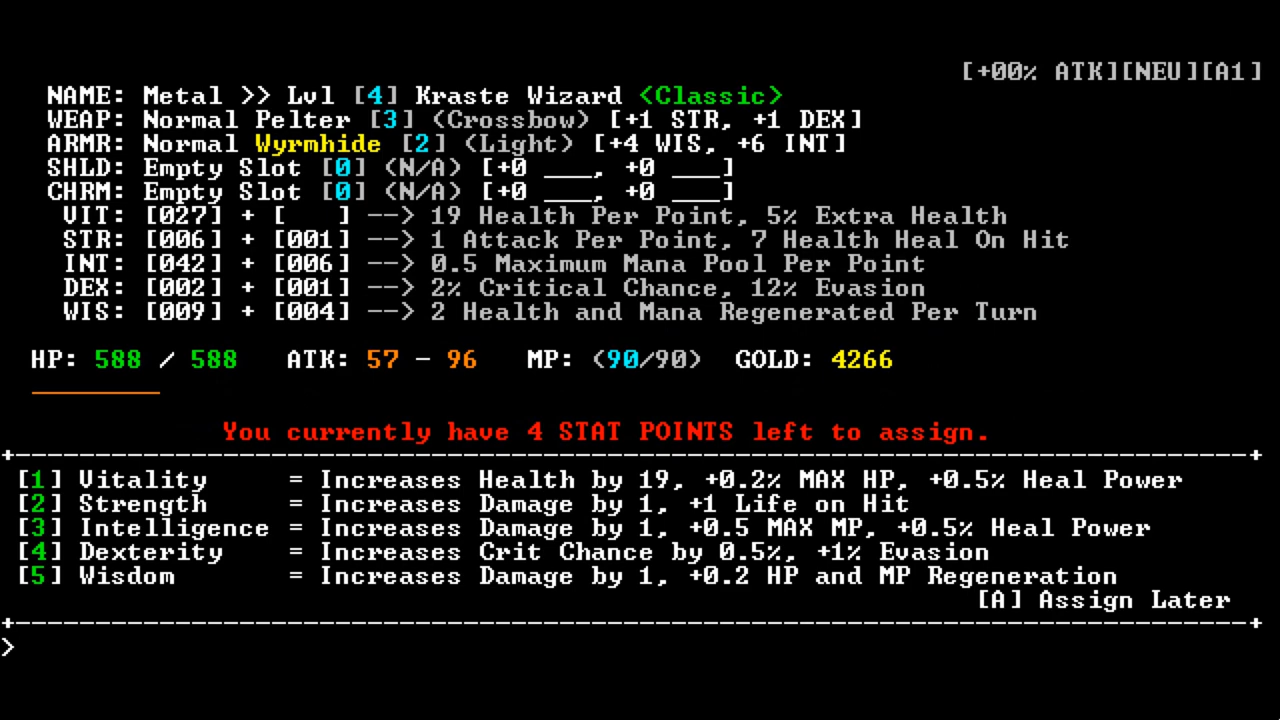 [+00% ATK][NEU][A1]
NAME: Metal >> Lvl [4] Kraste Wizard <Classic>
WEAP: Normal Pelter [3] (Crossbow) [+1 STR, +1 DEX]
ARMR: Normal Wyrmhide [2] (Light) [+4 WIS, +6 INT]
SHLD: Empty Slot [0] (N/A) [+0 ___, +0 ___]
CHRM: Empty Slot [0] (N/A) [+0 ___, +0 ___]
VIT: [027] + [   ] --> 19 Health Per Point, 5% Extra Health
STR: [006] + [001] --> 1 Attack Per Point, 7 Health Heal On Hit
INT: [042] + [006] --> 0.5 Maximum Mana Pool Per Point
DEX: [002] + [001] --> 2% Critical Chance, 12% Evasion
WIS: [009] + [004] --> 2 Health and Mana Regenerated Per Turn
HP: 588 / 588   ATK: 57 - 96   MP: (90/90)  GOLD: 4266
You currently have 4 STAT POINTS left to assign.
[1] Vitality     = Increases Health by 19, +0.2% MAX HP, +0.5% Heal Power
[2] Strength     = Increases Damage by 1, +1 Life on Hit
[3] Intelligence = Increases Damage by 1, +0.5 MAX MP, +0.5% Heal Power
[4] Dexterity    = Increases Crit Chance by 0.5%, +1% Evasion
[5] Wisdom       = Increases Damage by 1, +0.2 HP and MP Regeneration
[A] Assign Later
>